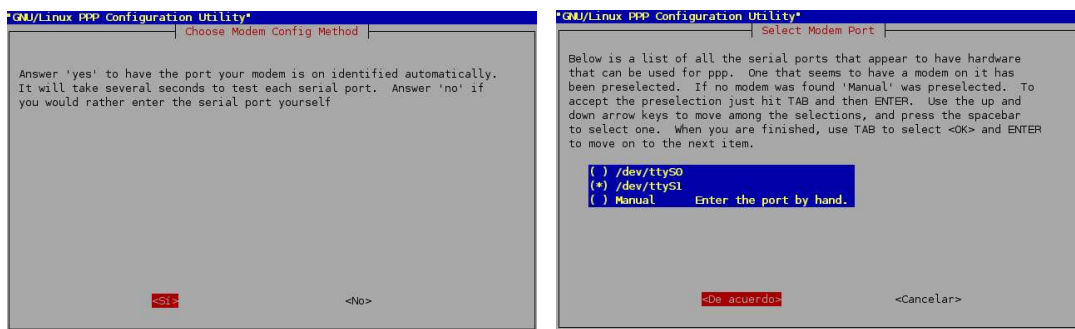 "GNU/Linux PPP Configuration Utility"
Choose Modem Config Method
Answer 'yes' to have the port your modem is on identified automatically.
It will take several seconds to test each serial port.  Answer 'no' if
you would rather enter the serial port yourself
<Sí>
<No>
"GNU/Linux PPP Configuration Utility"
Select Modem Port
Below is a list of all the serial ports that appear to have hardware
that can be used for ppp.  One that seems to have a modem on it has
been preselected.  If no modem was found 'Manual' was preselected.  To
accept the preselection just hit TAB and then ENTER.  Use the up and
down arrow keys to move among the selections, and press the spacebar
to select one.  When you are finished, use TAB to select <OK> and ENTER
to move on to the next item.
( ) /dev/ttyS0
(*) /dev/ttyS1
( ) Manual     Enter the port by hand.
<De acuerdo>
<Cancelar>